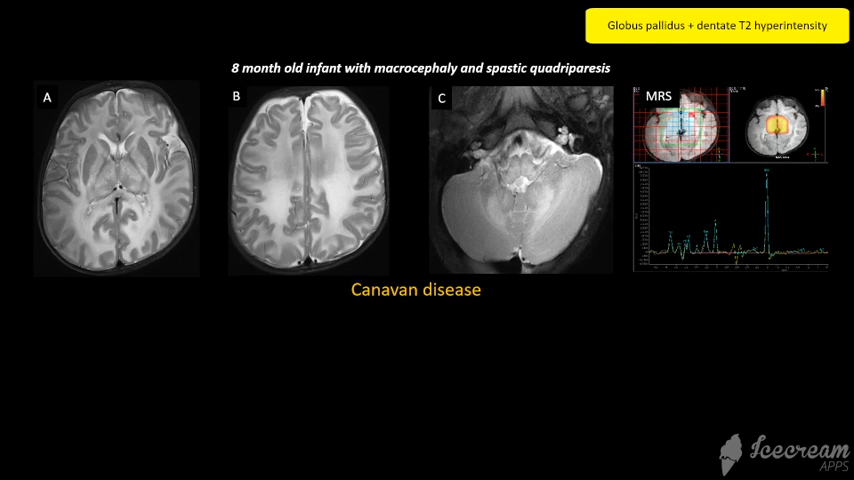 Globus pallidus + dentate T2 hyperintensity
8 month old infant with macrocephaly and spastic quadriparesis
A
B
C
MRS
Canavan disease
Icecream
APPS